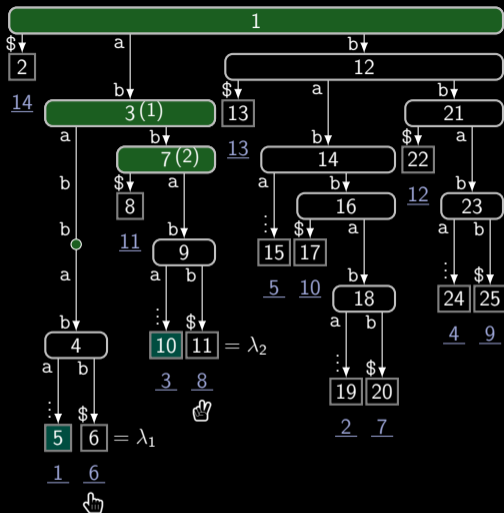 1
$ a b
2 b 12
14 3 (1) $ a b
a b 13 21
7 (2) 13 b $ a
b $ a 14 22
8 a b 12 b
b 11 b 16 23
9 ⋮ $ a ⋮ $
a b 15 17 24 25
a 5 10 b 4 9
⋮ $ 18
b 10 11 = λ₂ a b
4 3 8 ⋮ $
a b 19 20
⋮ $ 2 7
5 6 = λ₁
1 6